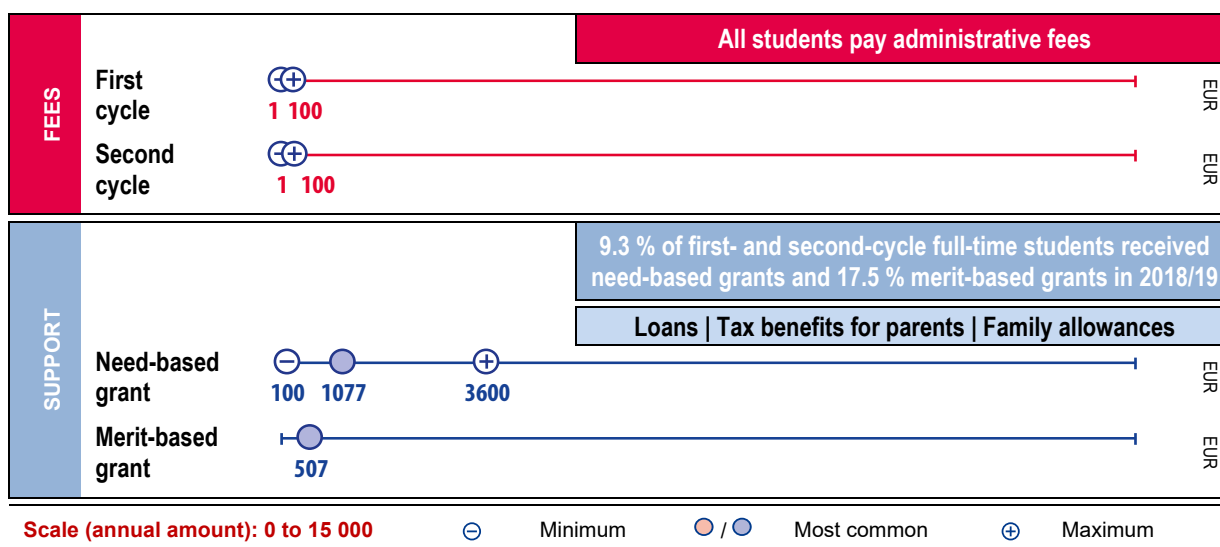 All students pay administrative fees
FEES
First
cycle
1 100
EUR
Second
cycle
1 100
EUR
SUPPORT
9.3 % of first- and second-cycle full-time students received
need-based grants and 17.5 % merit-based grants in 2018/19
Loans | Tax benefits for parents | Family allowances
Need-based
grant
100 1077 3600
EUR
Merit-based
grant
507
EUR
Scale (annual amount): 0 to 15 000 Minimum / Most common Maximum